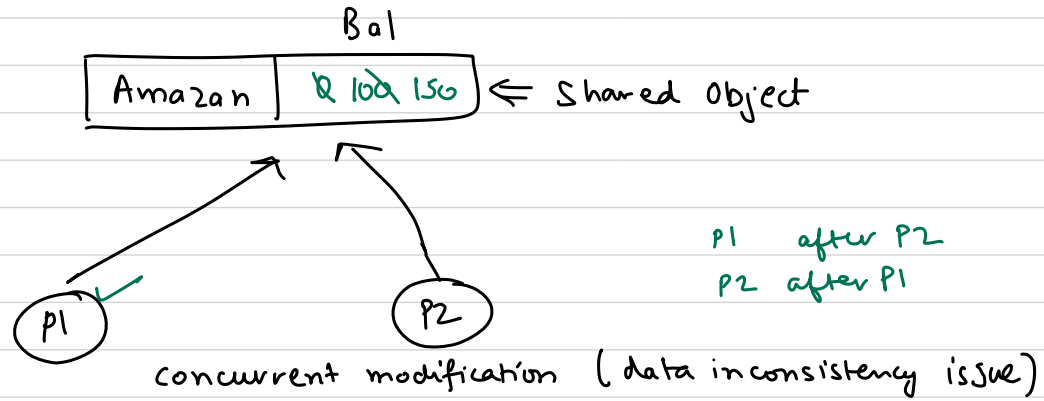 Bal
Amazan 0 100 150 ⇐ Shared Object
P1 after P2
P2 after P1
P1 P2
concurrent modification (data inconsistency issue)